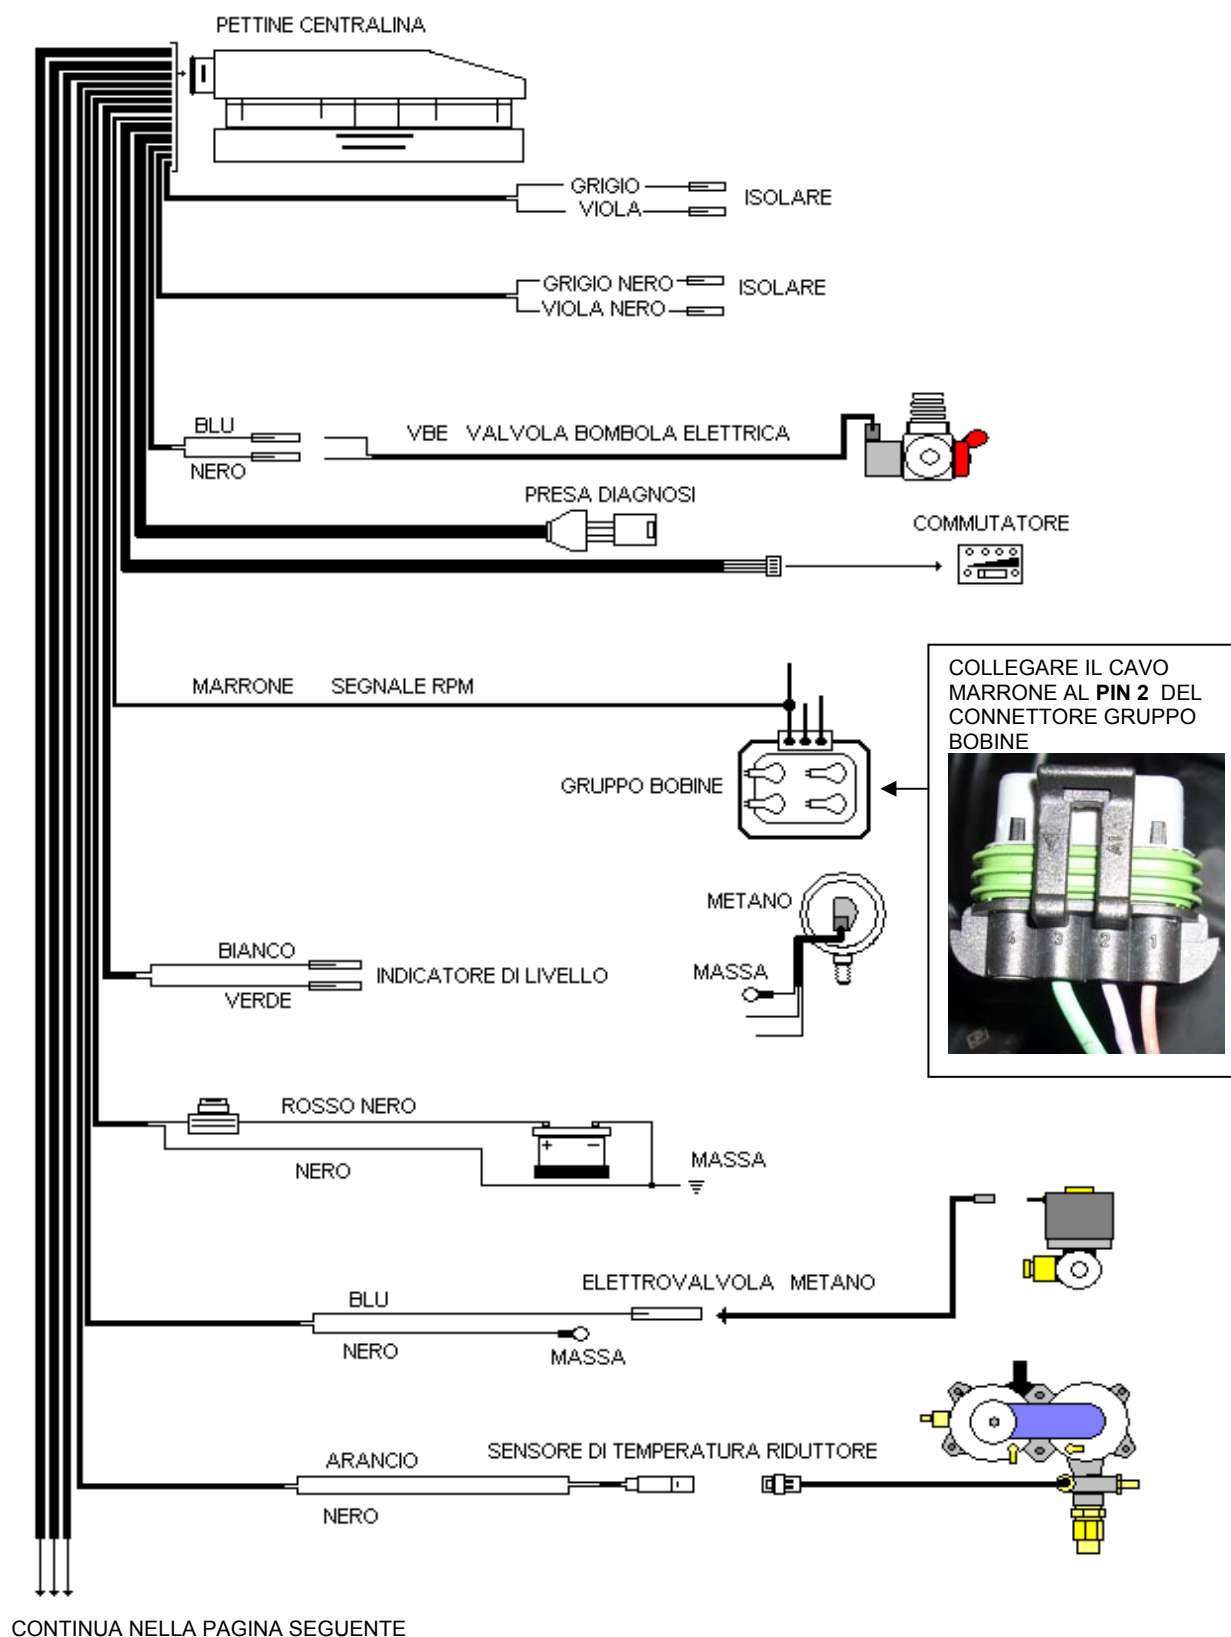 PETTINE CENTRALINA
GRIGIO
VIOLA
ISOLARE
GRIGIO NERO
VIOLA NERO
ISOLARE
BLU
NERO
VBE VALVOLA BOMBOLA ELETTRICA
PRESA DIAGNOSI
COMMUTATORE
MARRONE SEGNALE RPM
GRUPPO BOBINE
COLLEGARE IL CAVO
MARRONE AL PIN 2 DEL
CONNETTORE GRUPPO
BOBINE
4 3 2 1
METANO
MASSA
BIANCO
VERDE
INDICATORE DI LIVELLO
ROSSO NERO
NERO
+ −
MASSA
ELETTROVALVOLA METANO
BLU
NERO
MASSA
SENSORE DI TEMPERATURA RIDUTTORE
ARANCIO
NERO
CONTINUA NELLA PAGINA SEGUENTE